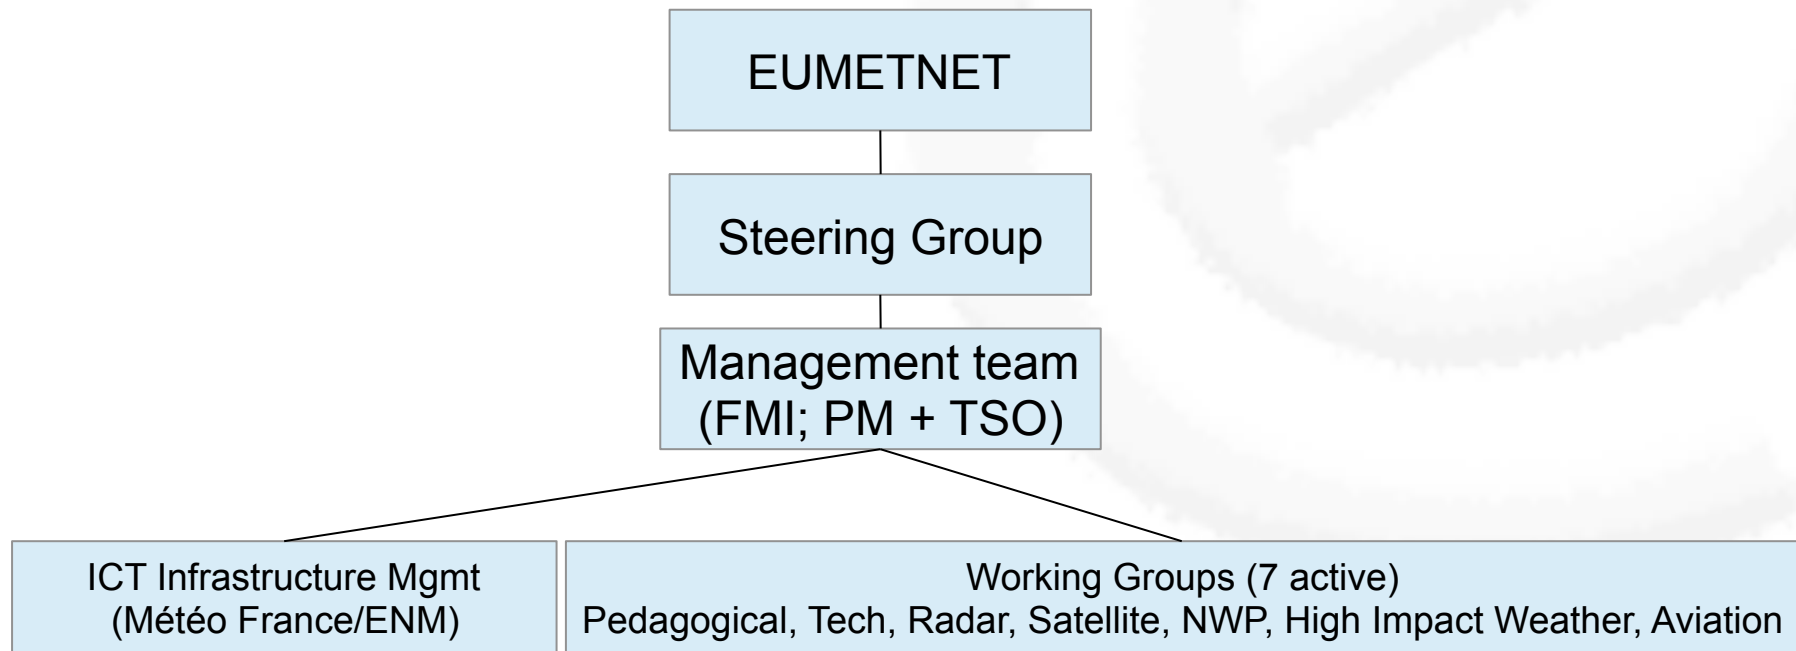 EUMETNET
Steering Group
Management team
(FMI; PM + TSO)
ICT Infrastructure Mgmt
(Météo France/ENM)
Working Groups (7 active)
Pedagogical, Tech, Radar, Satellite, NWP, High Impact Weather, Aviation